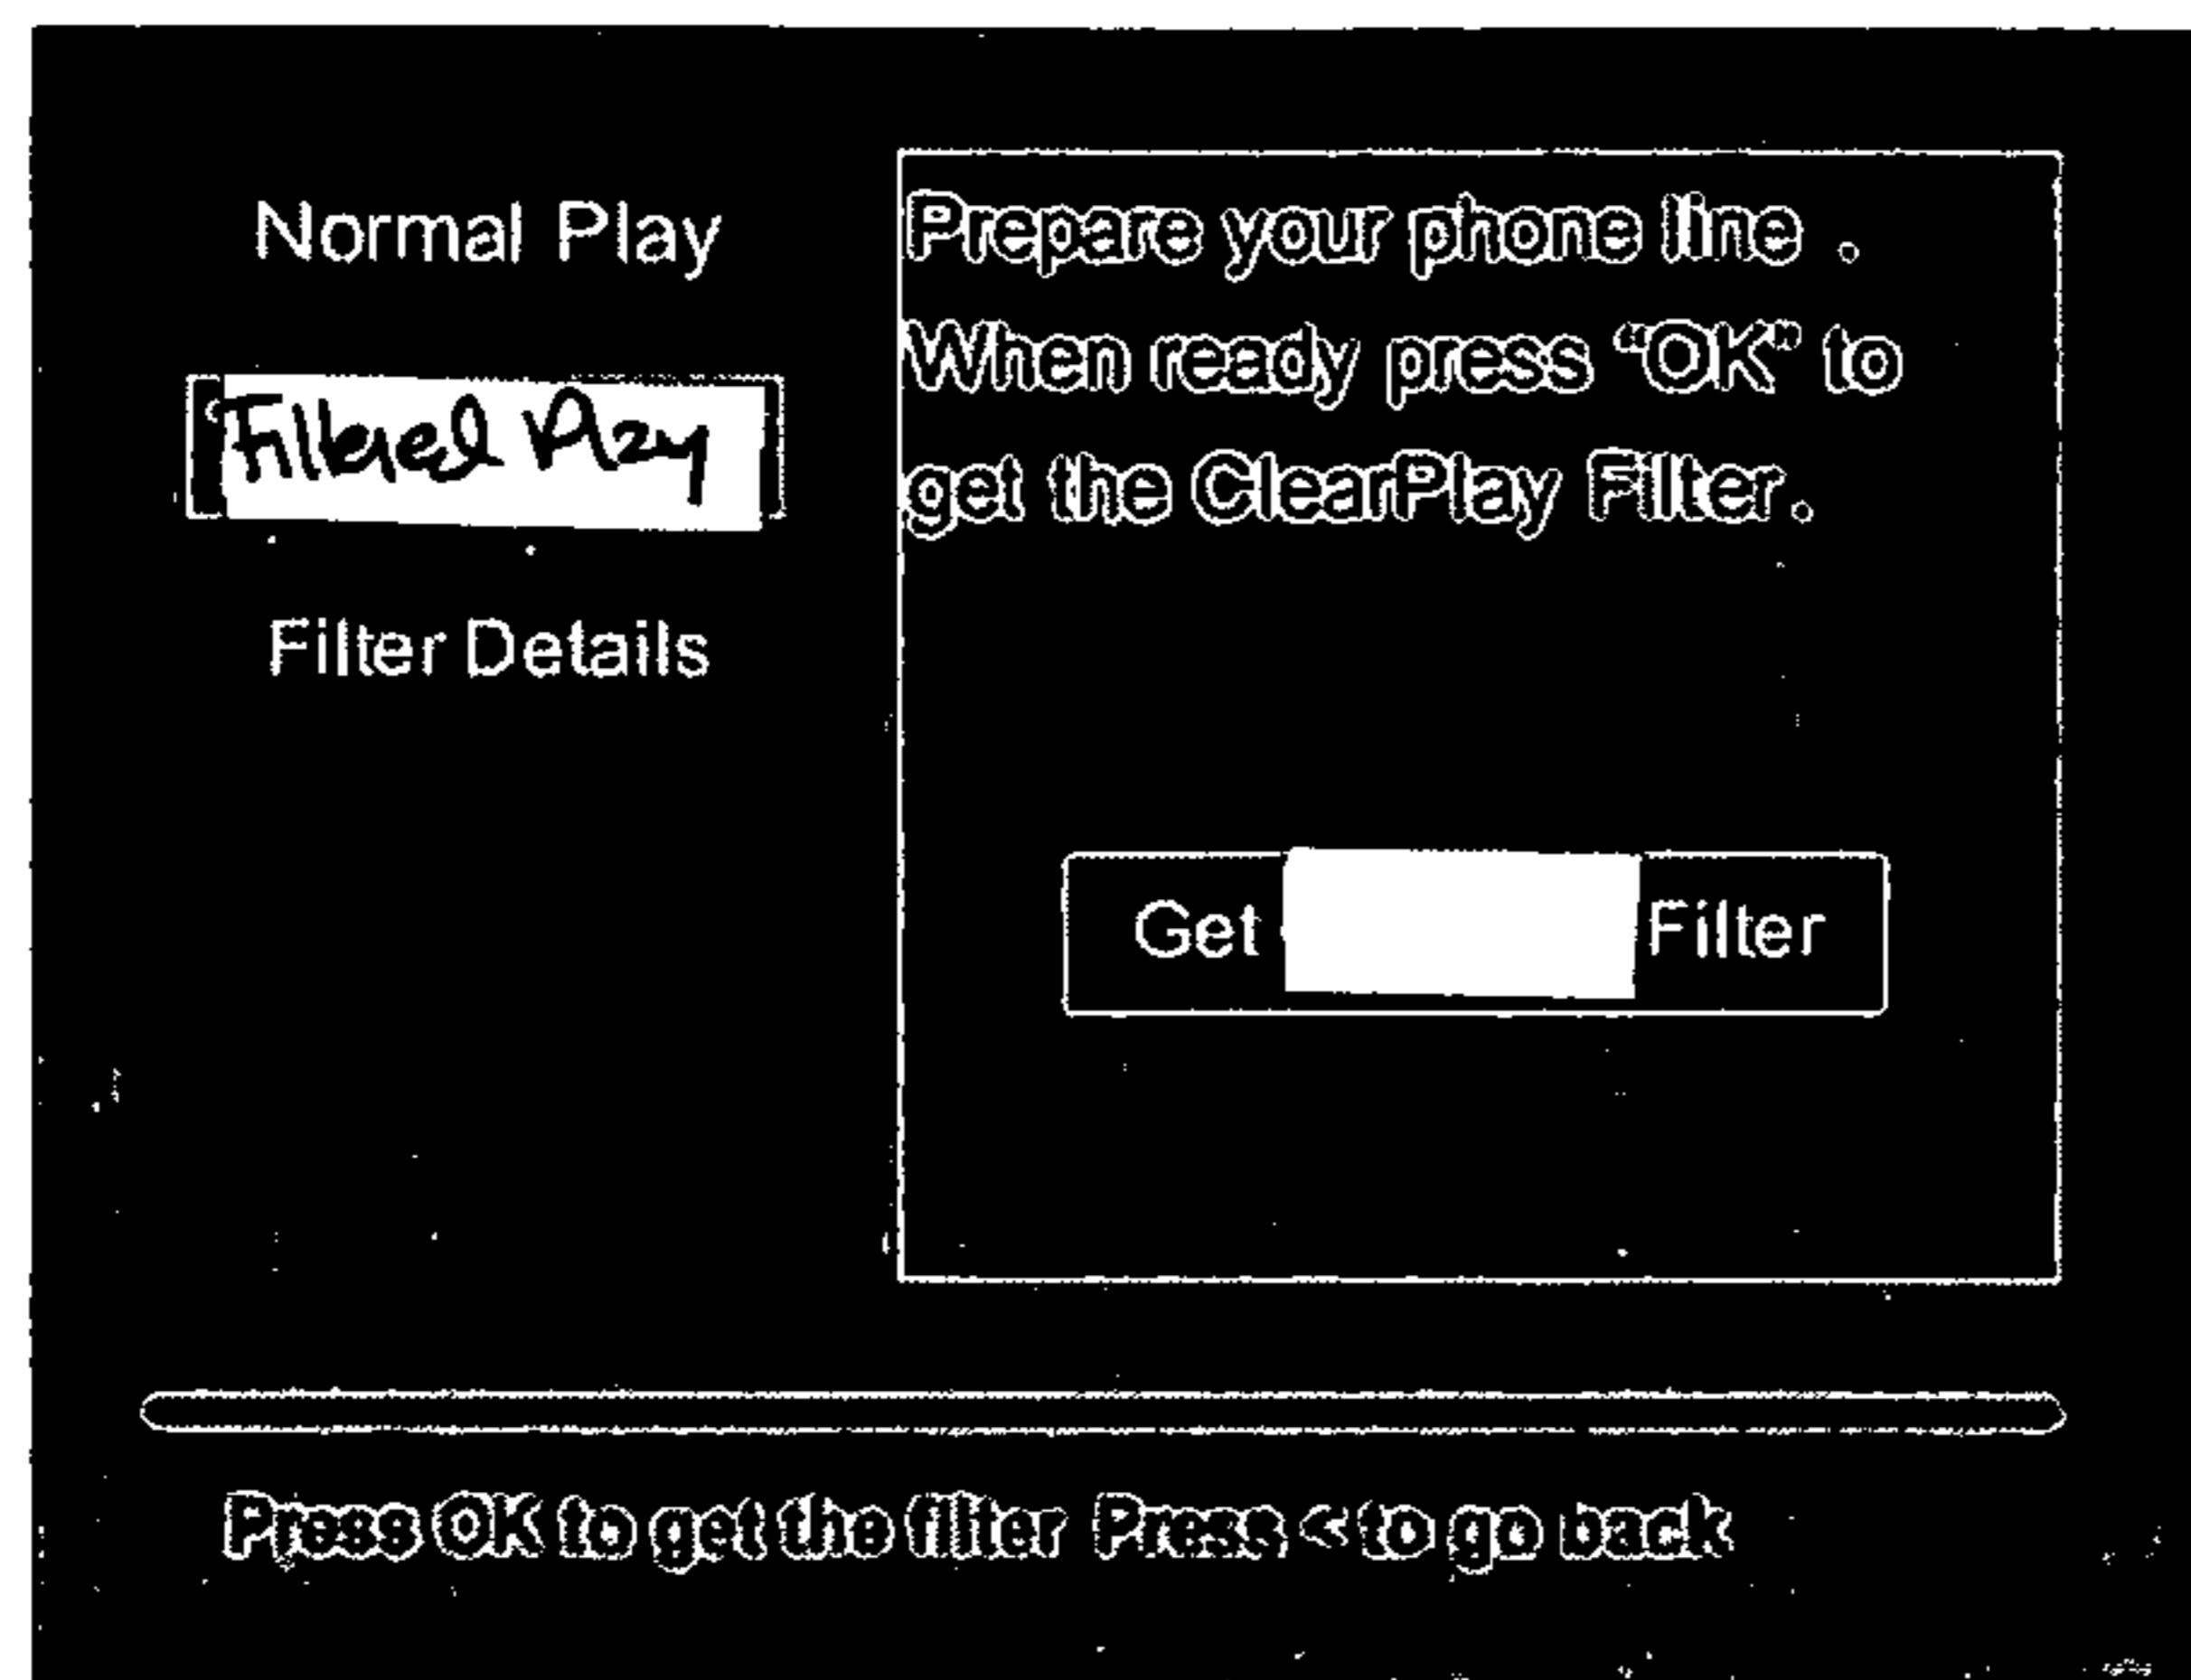 Normal Play
Filtered Play
Filter Details
Prepare your phone line .
When ready press “OK” to
get the ClearPlay Filter.
Get Filter
Press OK to get the filter Press < to go back